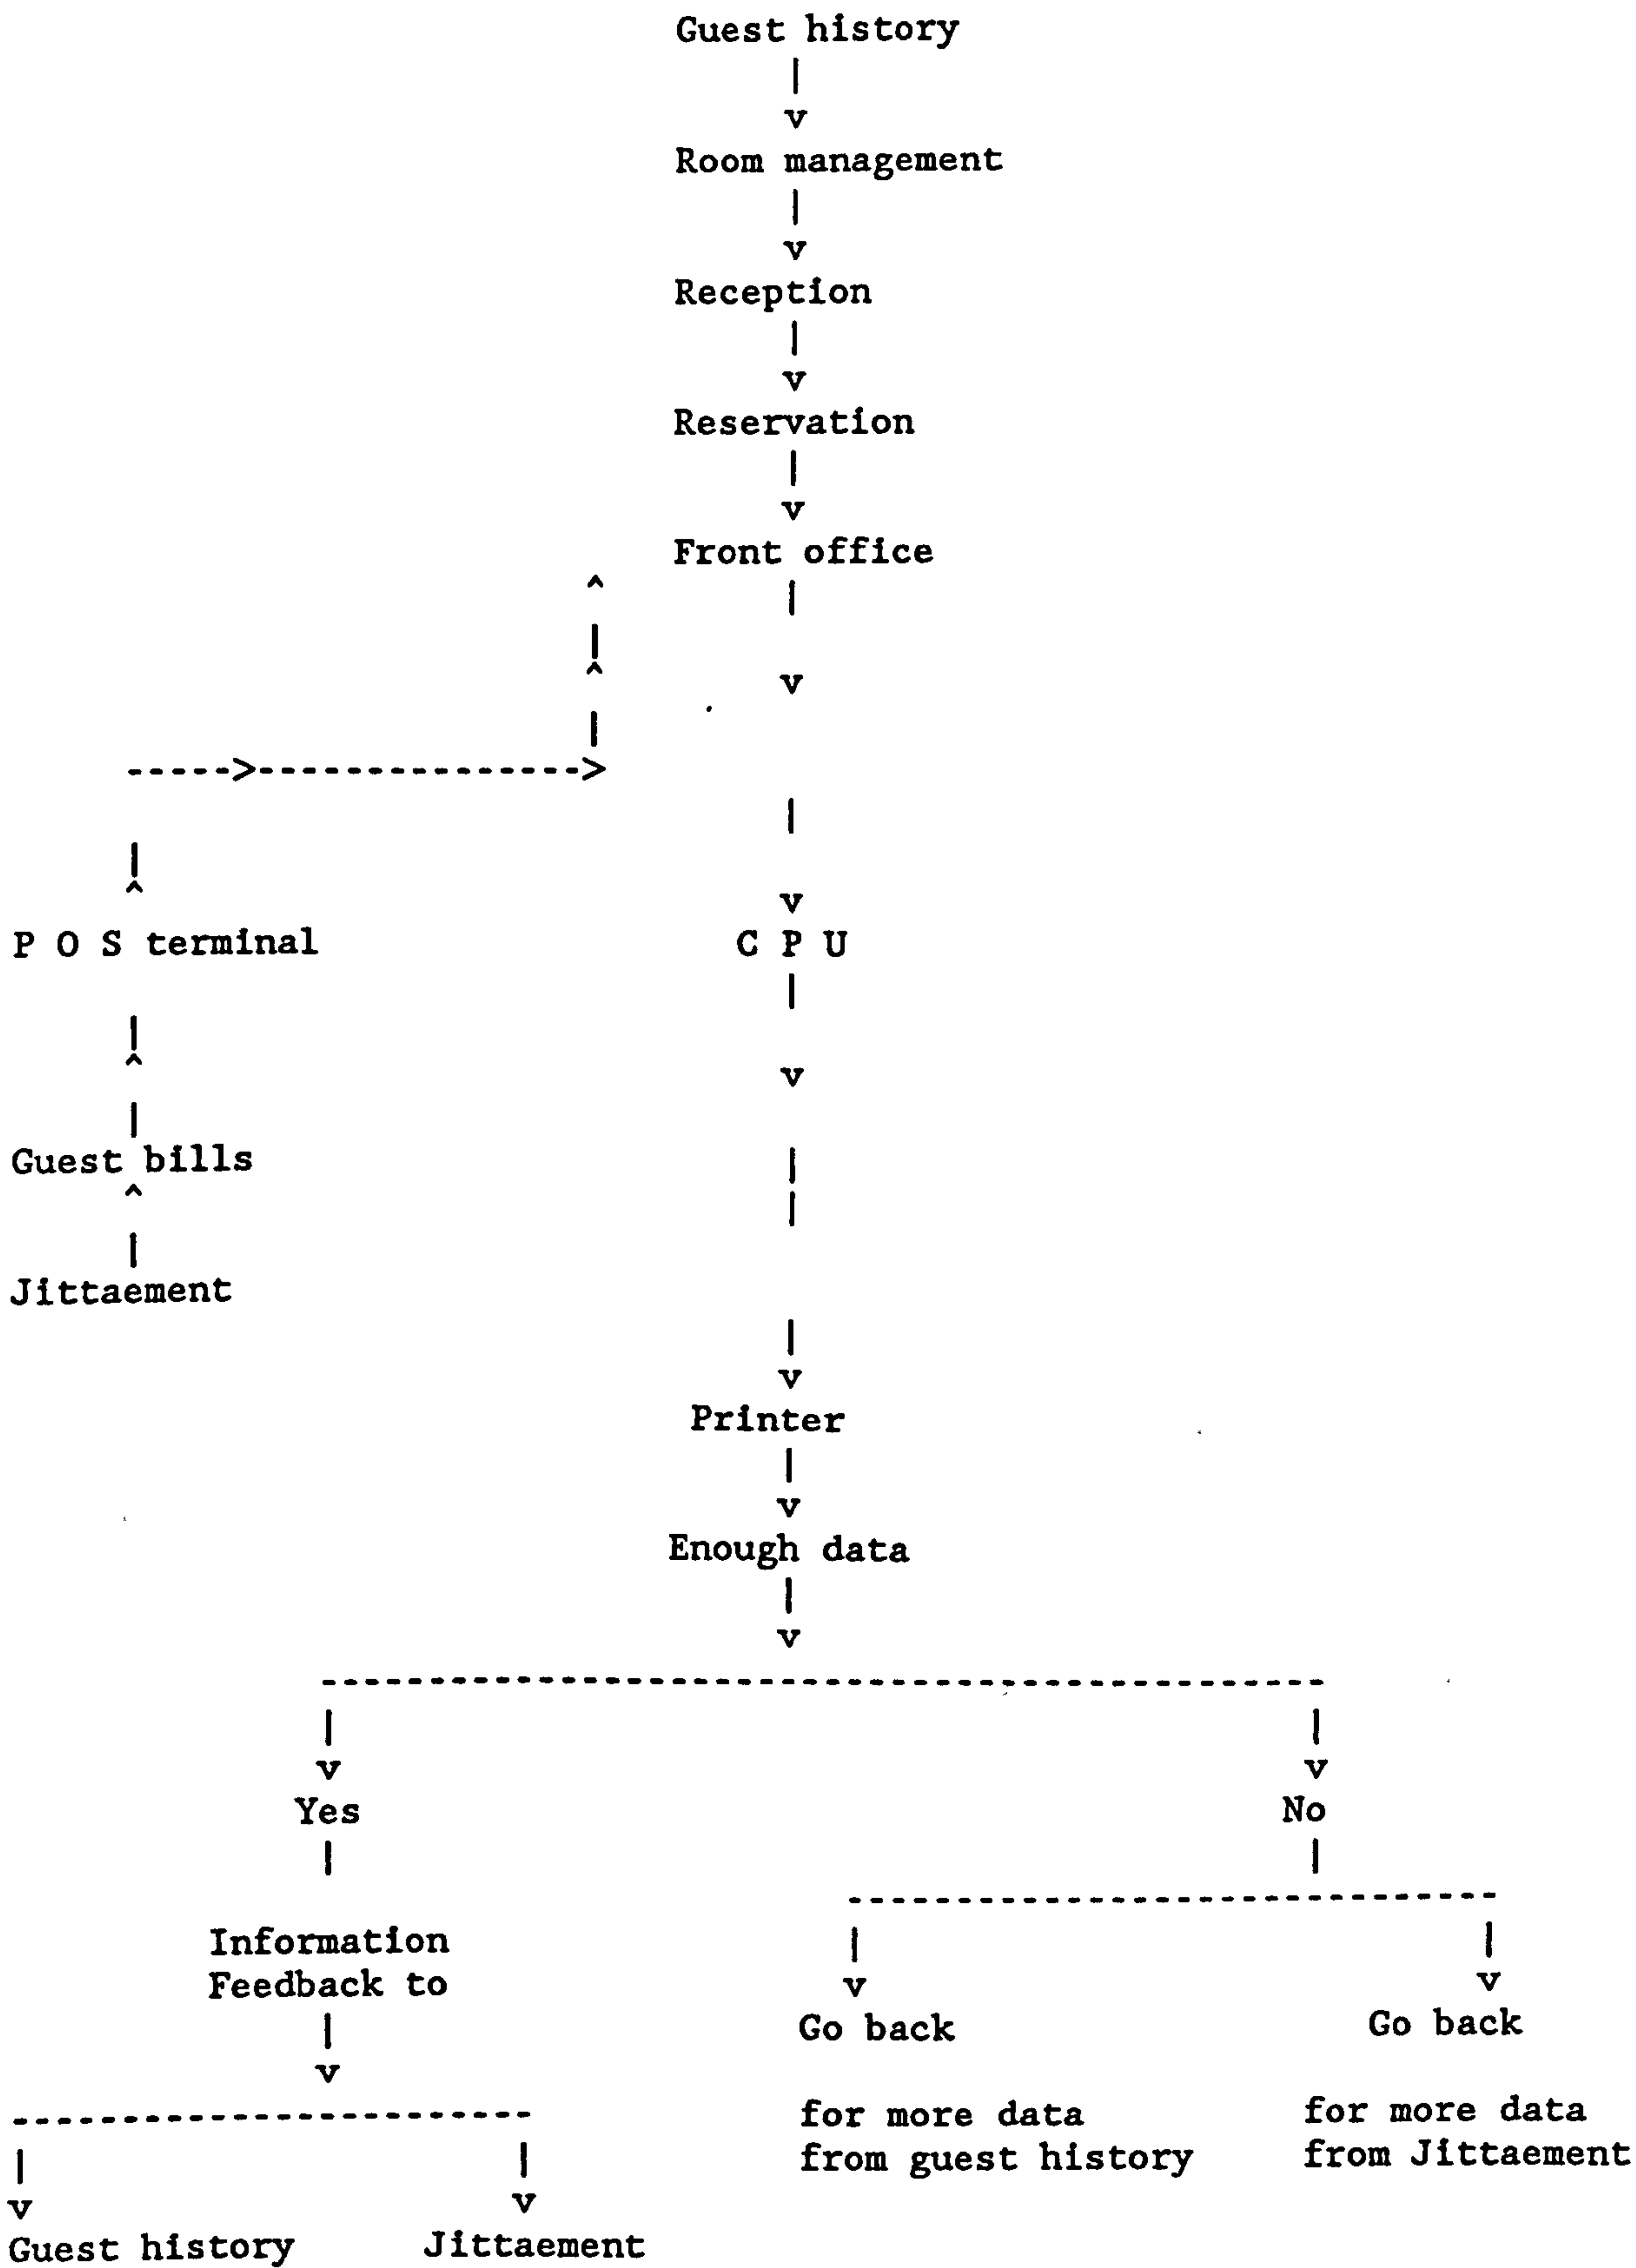 Guest history
Room management
Reception
Reservation
Front office
P O S terminal
C P U
Guest bills
Jittaement
Printer
Enough data
Yes
No
Information
Feedback to
Go back
for more data
from guest history
Go back
for more data
from Jittaement
Guest history
Jittaement